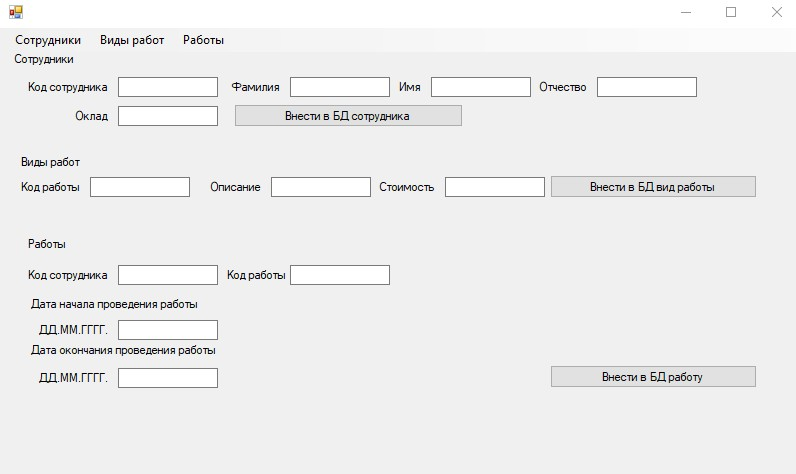 Сотрудники Виды работ Работы
Сотрудники
Код сотрудника Фамилия Имя Отчество
Оклад Внести в БД сотрудника
Виды работ
Код работы Описание Стоимость Внести в БД вид работы
Работы
Код сотрудника Код работы
Дата начала проведения работы
ДД.ММ.ГГГГ.
Дата окончания проведения работы
ДД.ММ.ГГГГ. Внести в БД работу